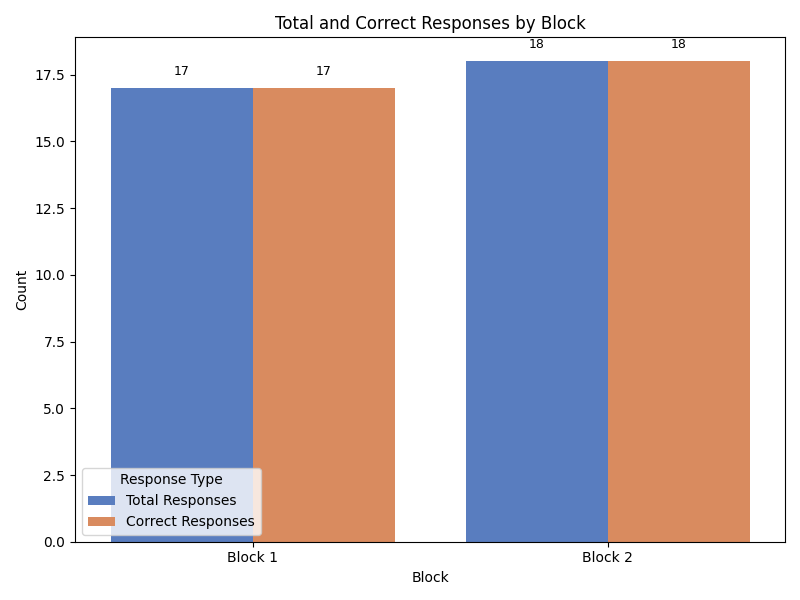 Total and Correct Responses by Block
17
17
18
18
17.5
15.0
12.5
10.0
7.5
5.0
2.5
0.0
Count
Response Type
Total Responses
Correct Responses
Block 1
Block 2
Block